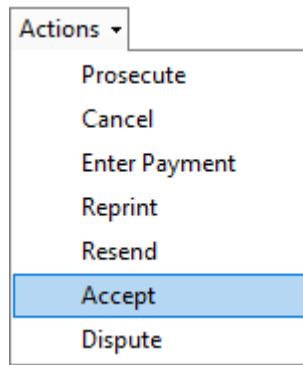 Actions
Prosecute
Cancel
Enter Payment
Reprint
Resend
Accept
Dispute